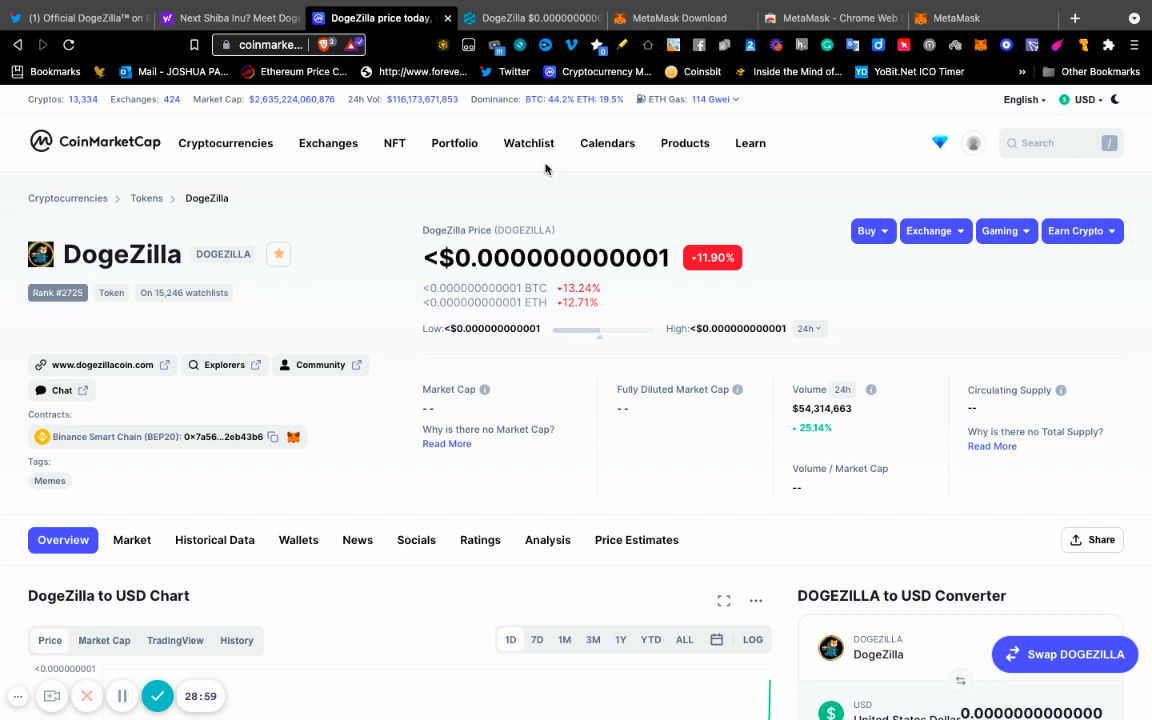 (1) Official DogeZilla™ on
Next Shiba Inu? Meet Doge
DogeZilla price today,
DogeZilla $0.0000000000
MetaMask Download
MetaMask - Chrome Web
MetaMask
coinmarke...
Bookmarks
Mail - JOSHUA PA...
Ethereum Price C...
http://www.foreve...
Twitter
Cryptocurrency M...
Coinsbit
Inside the Mind of...
YoBit.Net ICO Timer
Other Bookmarks
Cryptos: 13,334 Exchanges: 424 Market Cap: $2,635,224,060,876 24h Vol: $116,173,671,853 Dominance: BTC: 44.2% ETH: 19.5% ETH Gas: 114 Gwei
English
USD
CoinMarketCap
Cryptocurrencies Exchanges NFT Portfolio Watchlist Calendars Products Learn
Search /
Cryptocurrencies > Tokens > DogeZilla
DogeZilla DOGEZILLA
Rank #2725 Token On 15,246 watchlists
DogeZilla Price (DOGEZILLA)
<$0.000000000001 11.90%
<0.000000000001 BTC 13.24%
<0.000000000001 ETH 12.71%
Low:<$0.000000000001 High:<$0.000000000001 24h
Buy Exchange Gaming Earn Crypto
www.dogezillacoin.com Explorers Community
Chat
Contracts:
Binance Smart Chain (BEP20): 0x7a56...2eb43b6
Tags:
Memes
Market Cap
- -
Why is there no Market Cap?
Read More
Fully Diluted Market Cap
- -
Volume 24h
$54,314,663
25.14%
Volume / Market Cap
--
Circulating Supply
--
Why is there no Total Supply?
Read More
Overview Market Historical Data Wallets News Socials Ratings Analysis Price Estimates
Share
DogeZilla to USD Chart
Price Market Cap TradingView History
1D 7D 1M 3M 1Y YTD ALL LOG
<0.000000001
28:59
DOGEZILLA to USD Converter
DOGEZILLA
DogeZilla
Swap DOGEZILLA
USD
United States Dollar
0.0000000000000